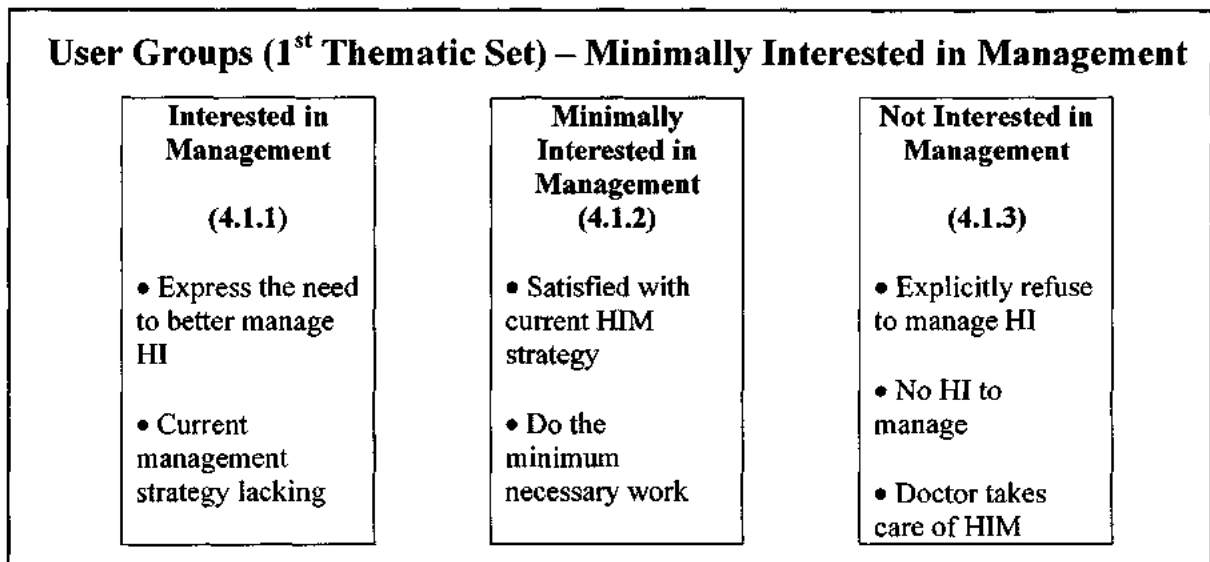 User Groups (1st Thematic Set) – Minimally Interested in Management
Interested in
Management
(4.1.1)
• Express the need
to better manage
HI
• Current
management
strategy lacking
Minimally
Interested in
Management
(4.1.2)
• Satisfied with
current HIM
strategy
• Do the
minimum
necessary work
Not Interested in
Management
(4.1.3)
• Explicitly refuse
to manage HI
• No HI to
manage
• Doctor takes
care of HIM